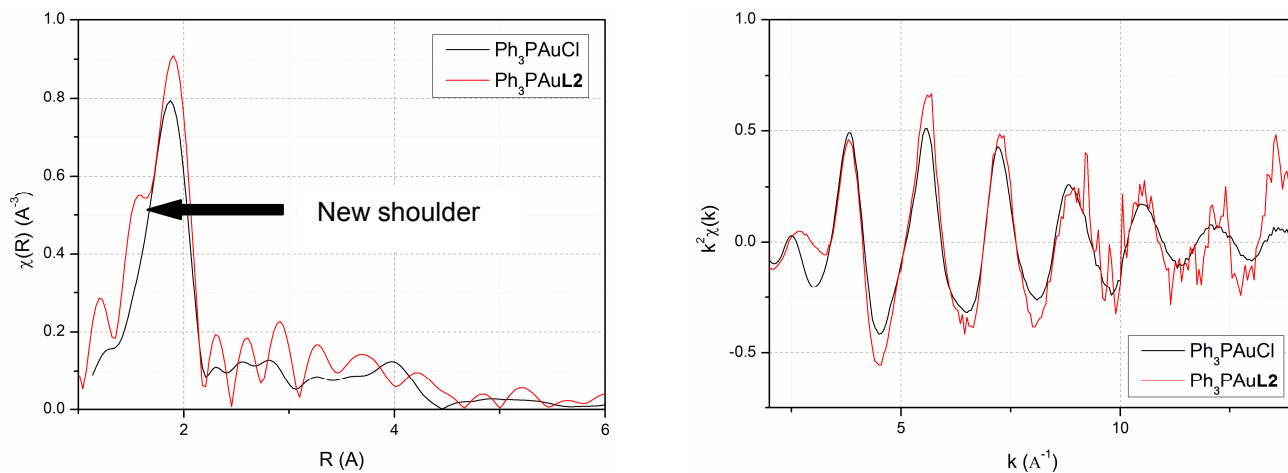 1.0
0.8
0.6
0.4
0.2
0.0
χ(R) (A⁻³)
2
4
6
R (A)
Ph₃PAuCl
Ph₃PAuL2
New shoulder
1.0
0.5
0.0
-0.5
k²χ(k)
5
10
k (A⁻¹)
Ph₃PAuCl
Ph₃PAuL2